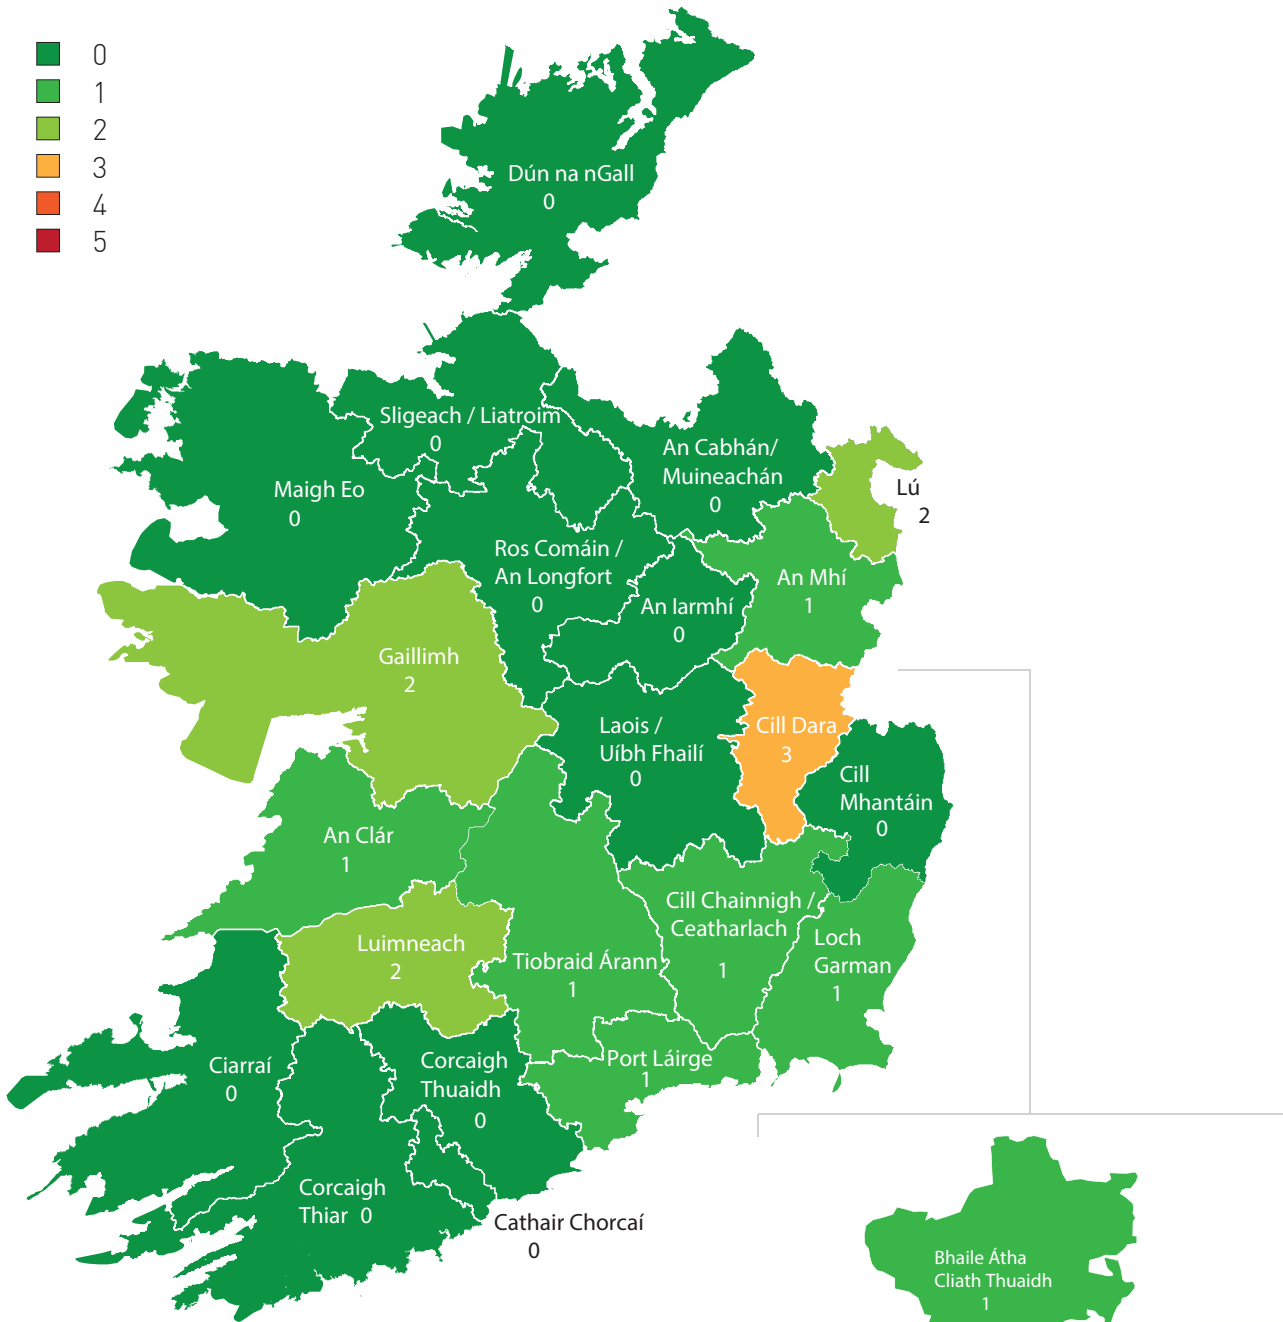 0
1
2
3
4
5
Dún na nGall
0
Sligeach / Liatroim
0
An Cabhán/
Muineachán
0
Maigh Eo
0
Lú
2
Ros Comáin /
An Longfort
0
An Mhí
1
An Iarmhí
0
Gaillimh
2
Laois /
Uíbh Fhailí
0
Cill Dara
3
Cill
Mhantáin
0
An Clár
1
Cill Chainnigh /
Ceatharlach
1
Luimneach
2
Tiobraid Árann
1
Loch
Garman
1
Ciarraí
0
Corcaigh
Thuaidh
0
Port Láirge
1
Corcaigh
Thiar 0
Cathair Chorcaí
0
Bhaile Átha
Cliath Thuaidh
1